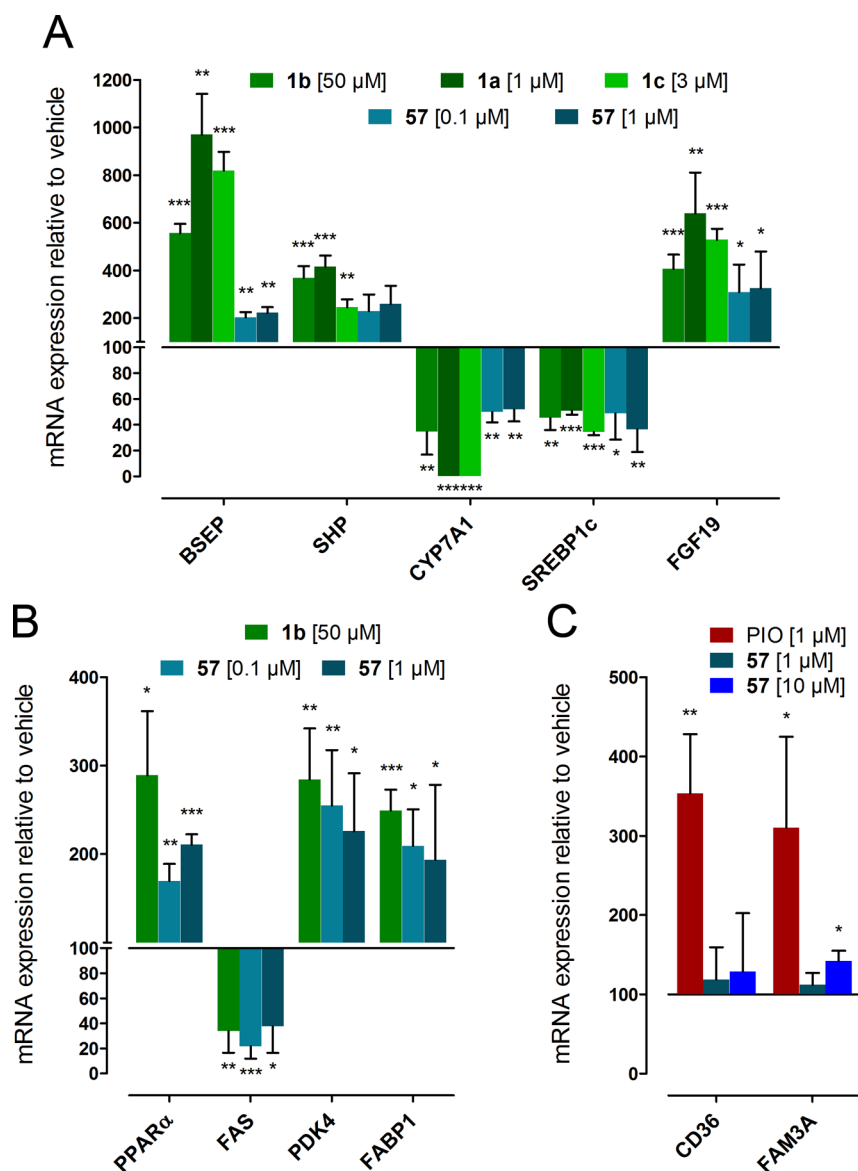 A
1b [50 µM] 1a [1 µM] 1c [3 µM]
57 [0.1 µM] 57 [1 µM]
mRNA expression relative to vehicle
1200
1000
800
600
400
200
100
80
60
40
20
0
*** ** *** ** **
*** *** **
** *** *** ** **
** *** *** * **
*** ** *** * *
BSEP SHP CYP7A1 SREBP1c FGF19
B
1b [50 µM]
57 [0.1 µM] 57 [1 µM]
mRNA expression relative to vehicle
400
300
200
100
80
60
40
20
0
* ** ***
** *** *
** ** *
*** * *
PPARα FAS PDK4 FABP1
C
PIO [1 µM]
57 [1 µM]
57 [10 µM]
mRNA expression relative to vehicle
500
400
300
200
100
0
**
* *
CD36 FAM3A